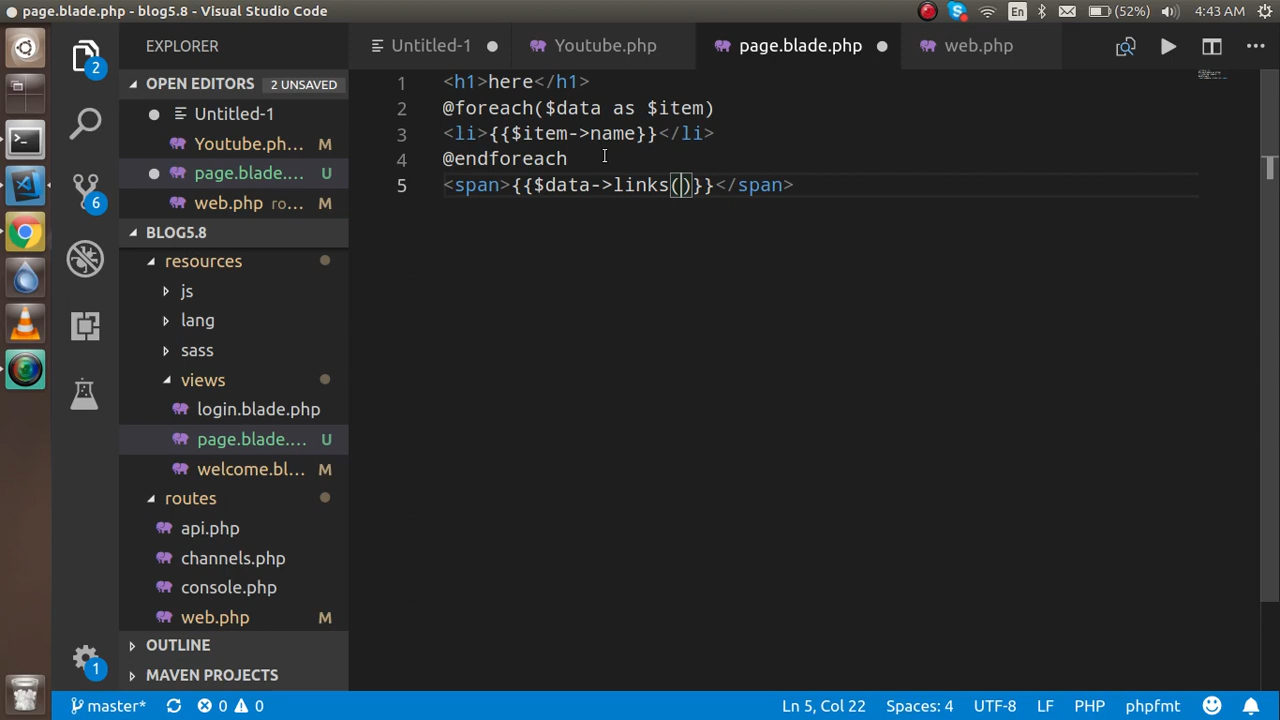 page.blade.php - blog5.8 - Visual Studio Code
En
(52%)
4:43 AM
EXPLORER
Untitled-1
Youtube.php
page.blade.php
web.php
OPEN EDITORS
2 UNSAVED
Untitled-1
Youtube.ph... M
page.blade.... U
web.php ro... M
BLOG5.8
resources
js
lang
sass
views
login.blade.php
page.blade.... U
welcome.bl... M
routes
api.php
channels.php
console.php
web.php M
OUTLINE
MAVEN PROJECTS
2
6
1
1 <h1>here</h1>
2 @foreach($data as $item)
3 <li>{{$item->name}}</li>
4 @endforeach
5 <span>{{$data->links()}}</span>
master*
0
0
Ln 5, Col 22
Spaces: 4
UTF-8
LF
PHP
phpfmt